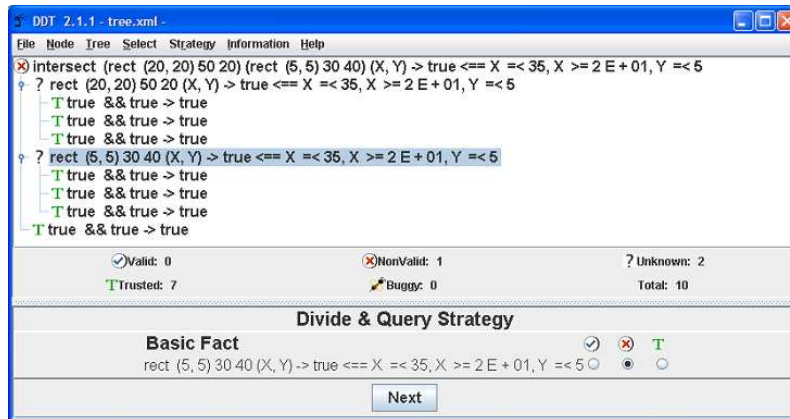 DDT 2.1.1 - tree.xml -
File Node Tree Select Strategy Information Help
intersect (rect (20, 20) 50 20) (rect (5, 5) 30 40) (X, Y) -> true <== X =< 35, X >= 2 E + 01, Y =< 5
? rect (20, 20) 50 20 (X, Y) -> true <== X =< 35, X >= 2 E + 01, Y =< 5
T true && true -> true
T true && true -> true
T true && true -> true
? rect (5, 5) 30 40 (X, Y) -> true <== X =< 35, X >= 2 E + 01, Y =< 5
T true && true -> true
T true && true -> true
T true && true -> true
T true && true -> true
Valid: 0 NonValid: 1 ? Unknown: 2
T Trusted: 7 Buggy: 0 Total: 10
Divide & Query Strategy
Basic Fact T
rect (5, 5) 30 40 (X, Y) -> true <== X =< 35, X >= 2 E + 01, Y =< 5
Next